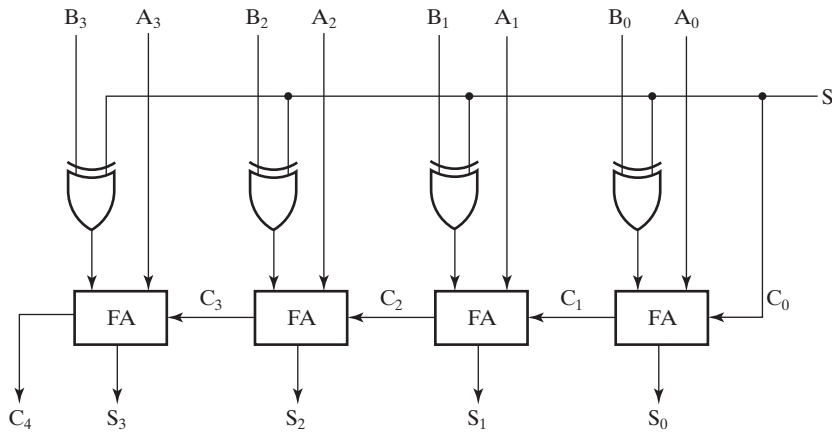 B₃ A₃ B₂ A₂ B₁ A₁ B₀ A₀
S
C₃ C₂ C₁ C₀
FA FA FA FA
C₄ S₃ S₂ S₁ S₀